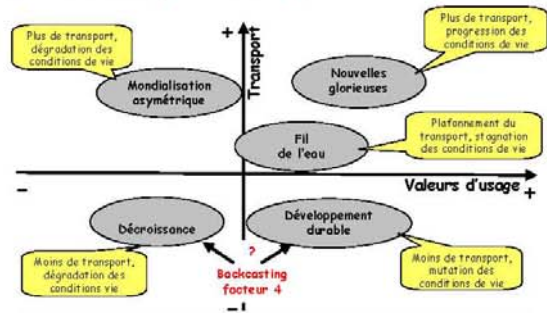 Plus de transport,
dégradation des
conditions de vie
+
Transport
Plus de transport,
progression des
conditions de vie
Mondialisation
asymétrique
Nouvelles
glorieuses
Fil
de l'eau
Plafonnement du
transport, stagnation
des conditions de vie
-
Valeurs d'usage
+
Décroissance
Développement
durable
?
Backcasting
facteur 4
Moins de transport,
dégradation des
conditions vie
Moins de transport,
mutation des
conditions de vie
-